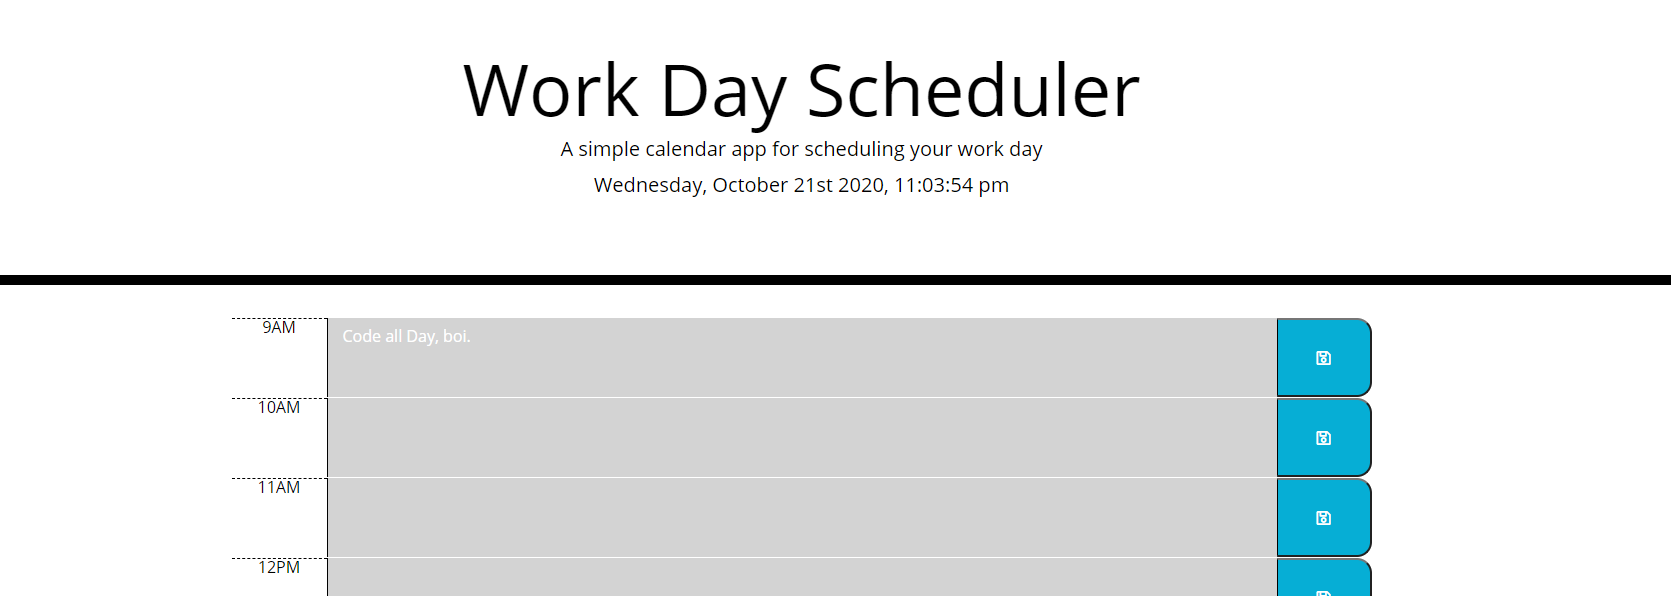 Work Day Scheduler
A simple calendar app for scheduling your work day
Wednesday, October 21st 2020, 11:03:54 pm
9AM
Code all Day, boi.
10AM
11AM
12PM